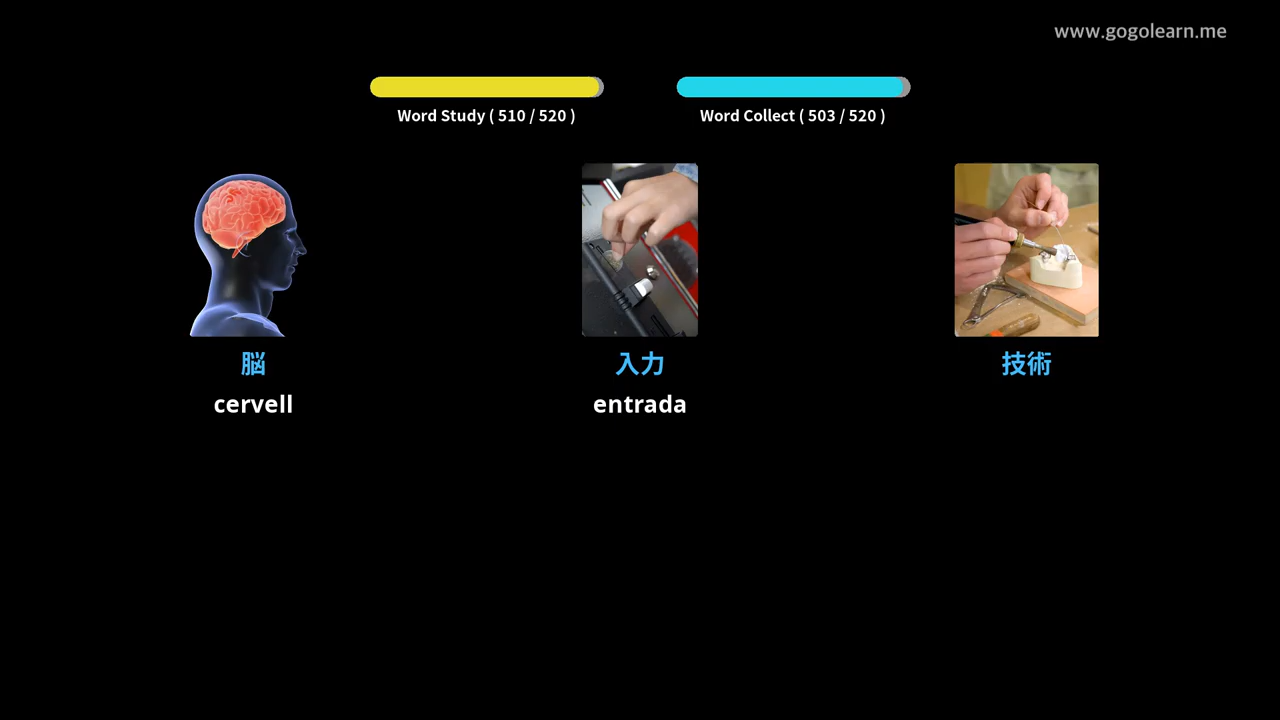 www.gogolearn.me
Word Study ( 510 / 520 )
Word Collect ( 503 / 520 )
脳
入力
技術
cervell
entrada